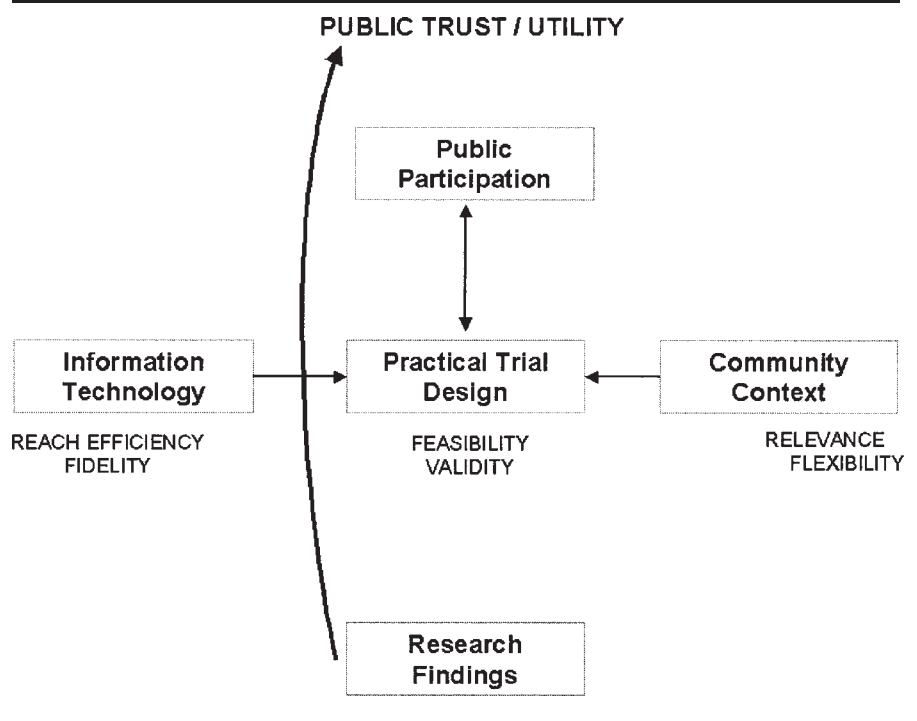 PUBLIC TRUST / UTILITY
Public
Participation
Information
Technology
Practical Trial
Design
Community
Context
REACH EFFICIENCY
FIDELITY
FEASIBILITY
VALIDITY
RELEVANCE
FLEXIBILITY
Research
Findings